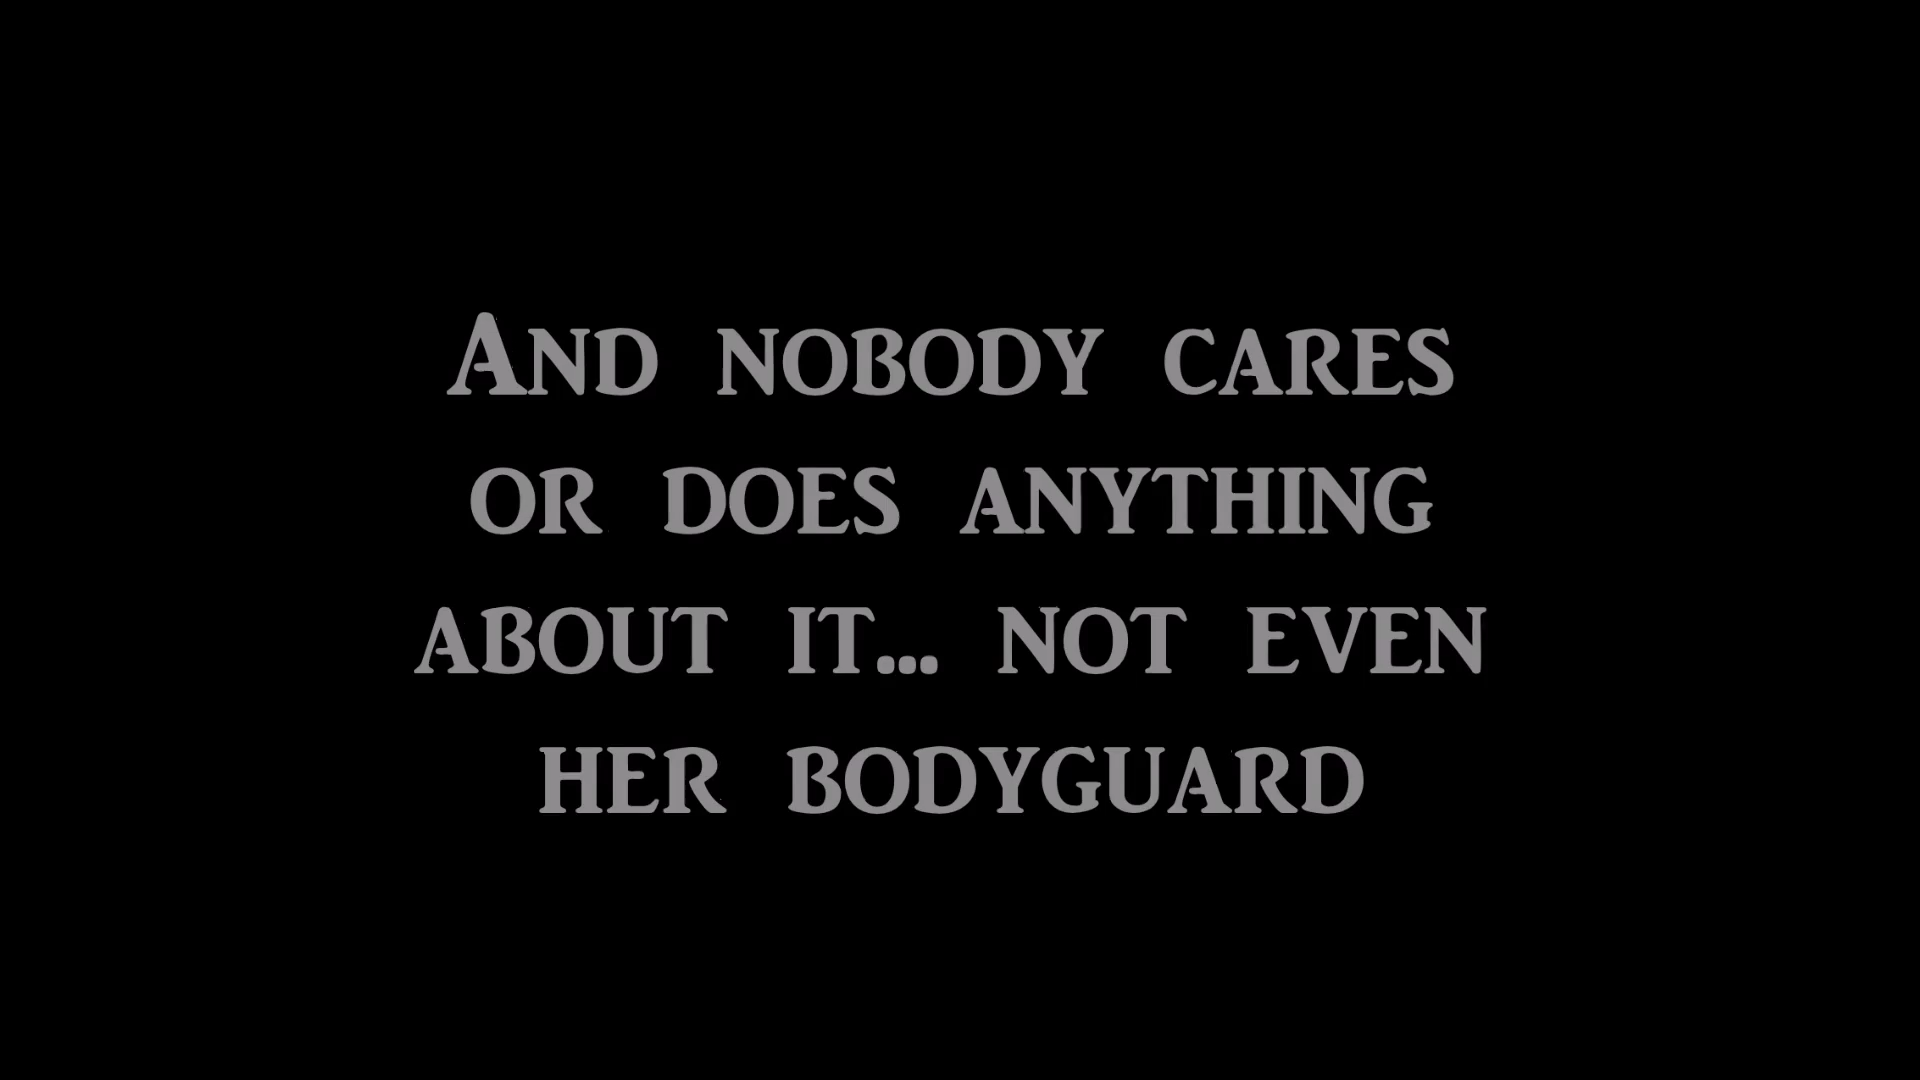 And nobody cares
or does anything
about it... not even
her bodyguard